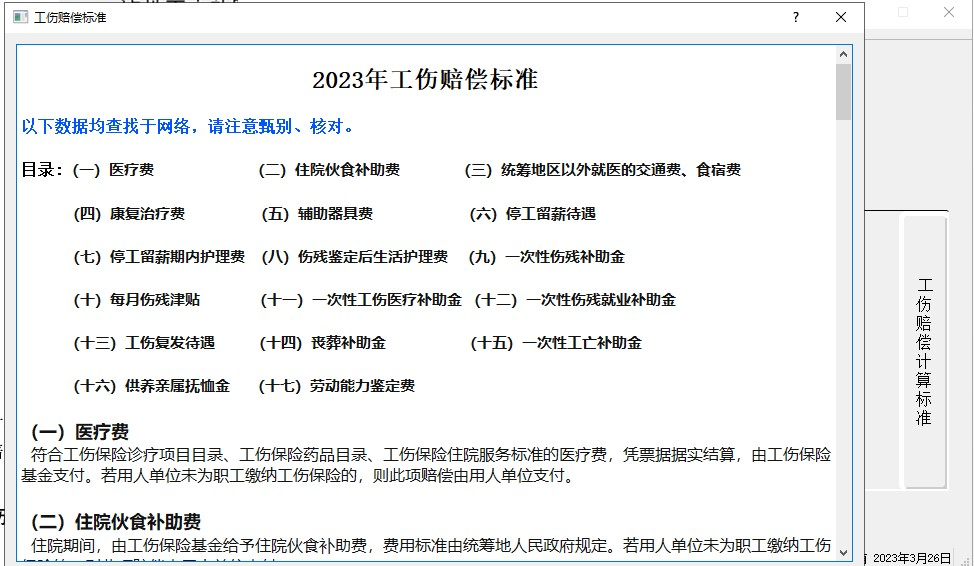 工伤赔偿标准
2023年工伤赔偿标准
以下数据均查找于网络，请注意甄别、核对。
目录：(一) 医疗费 (二) 住院伙食补助费 (三) 统筹地区以外就医的交通费、食宿费
(四) 康复治疗费 (五) 辅助器具费 (六) 停工留薪待遇
(七) 停工留薪期内护理费 (八) 伤残鉴定后生活护理费 (九) 一次性伤残补助金
(十) 每月伤残津贴 (十一) 一次性工伤医疗补助金 (十二) 一次性伤残就业补助金
(十三) 工伤复发待遇 (十四) 丧葬补助金 (十五) 一次性工亡补助金
(十六) 供养亲属抚恤金 (十七) 劳动能力鉴定费
(一) 医疗费
符合工伤保险诊疗项目目录、工伤保险药品目录、工伤保险住院服务标准的医疗费，凭票据据实结算，由工伤保险
基金支付。若用人单位未为职工缴纳工伤保险的，则此项赔偿由用人单位支付。
(二) 住院伙食补助费
住院期间，由工伤保险基金给予住院伙食补助费，费用标准由统筹地人民政府规定。若用人单位未为职工缴纳工伤
工伤赔偿计算标准
2023年3月26日